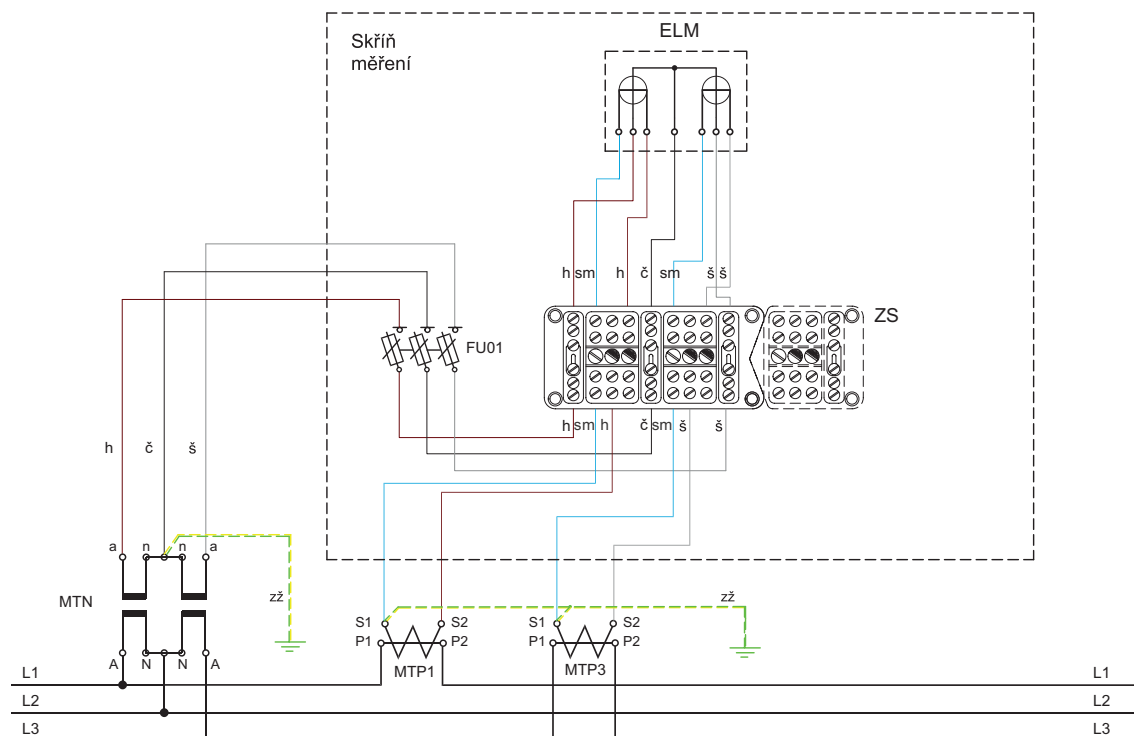 Skříň
měření
ELM
h sm h č sm š š
ZS
FU01
h sm h č sm š š
h č š
a n n a
MTN
zž
zž
S1 S2 S1 S2
P1 P2 P1 P2
MTP1 MTP3
A N N A
L1 L1
L2 L2
L3 L3